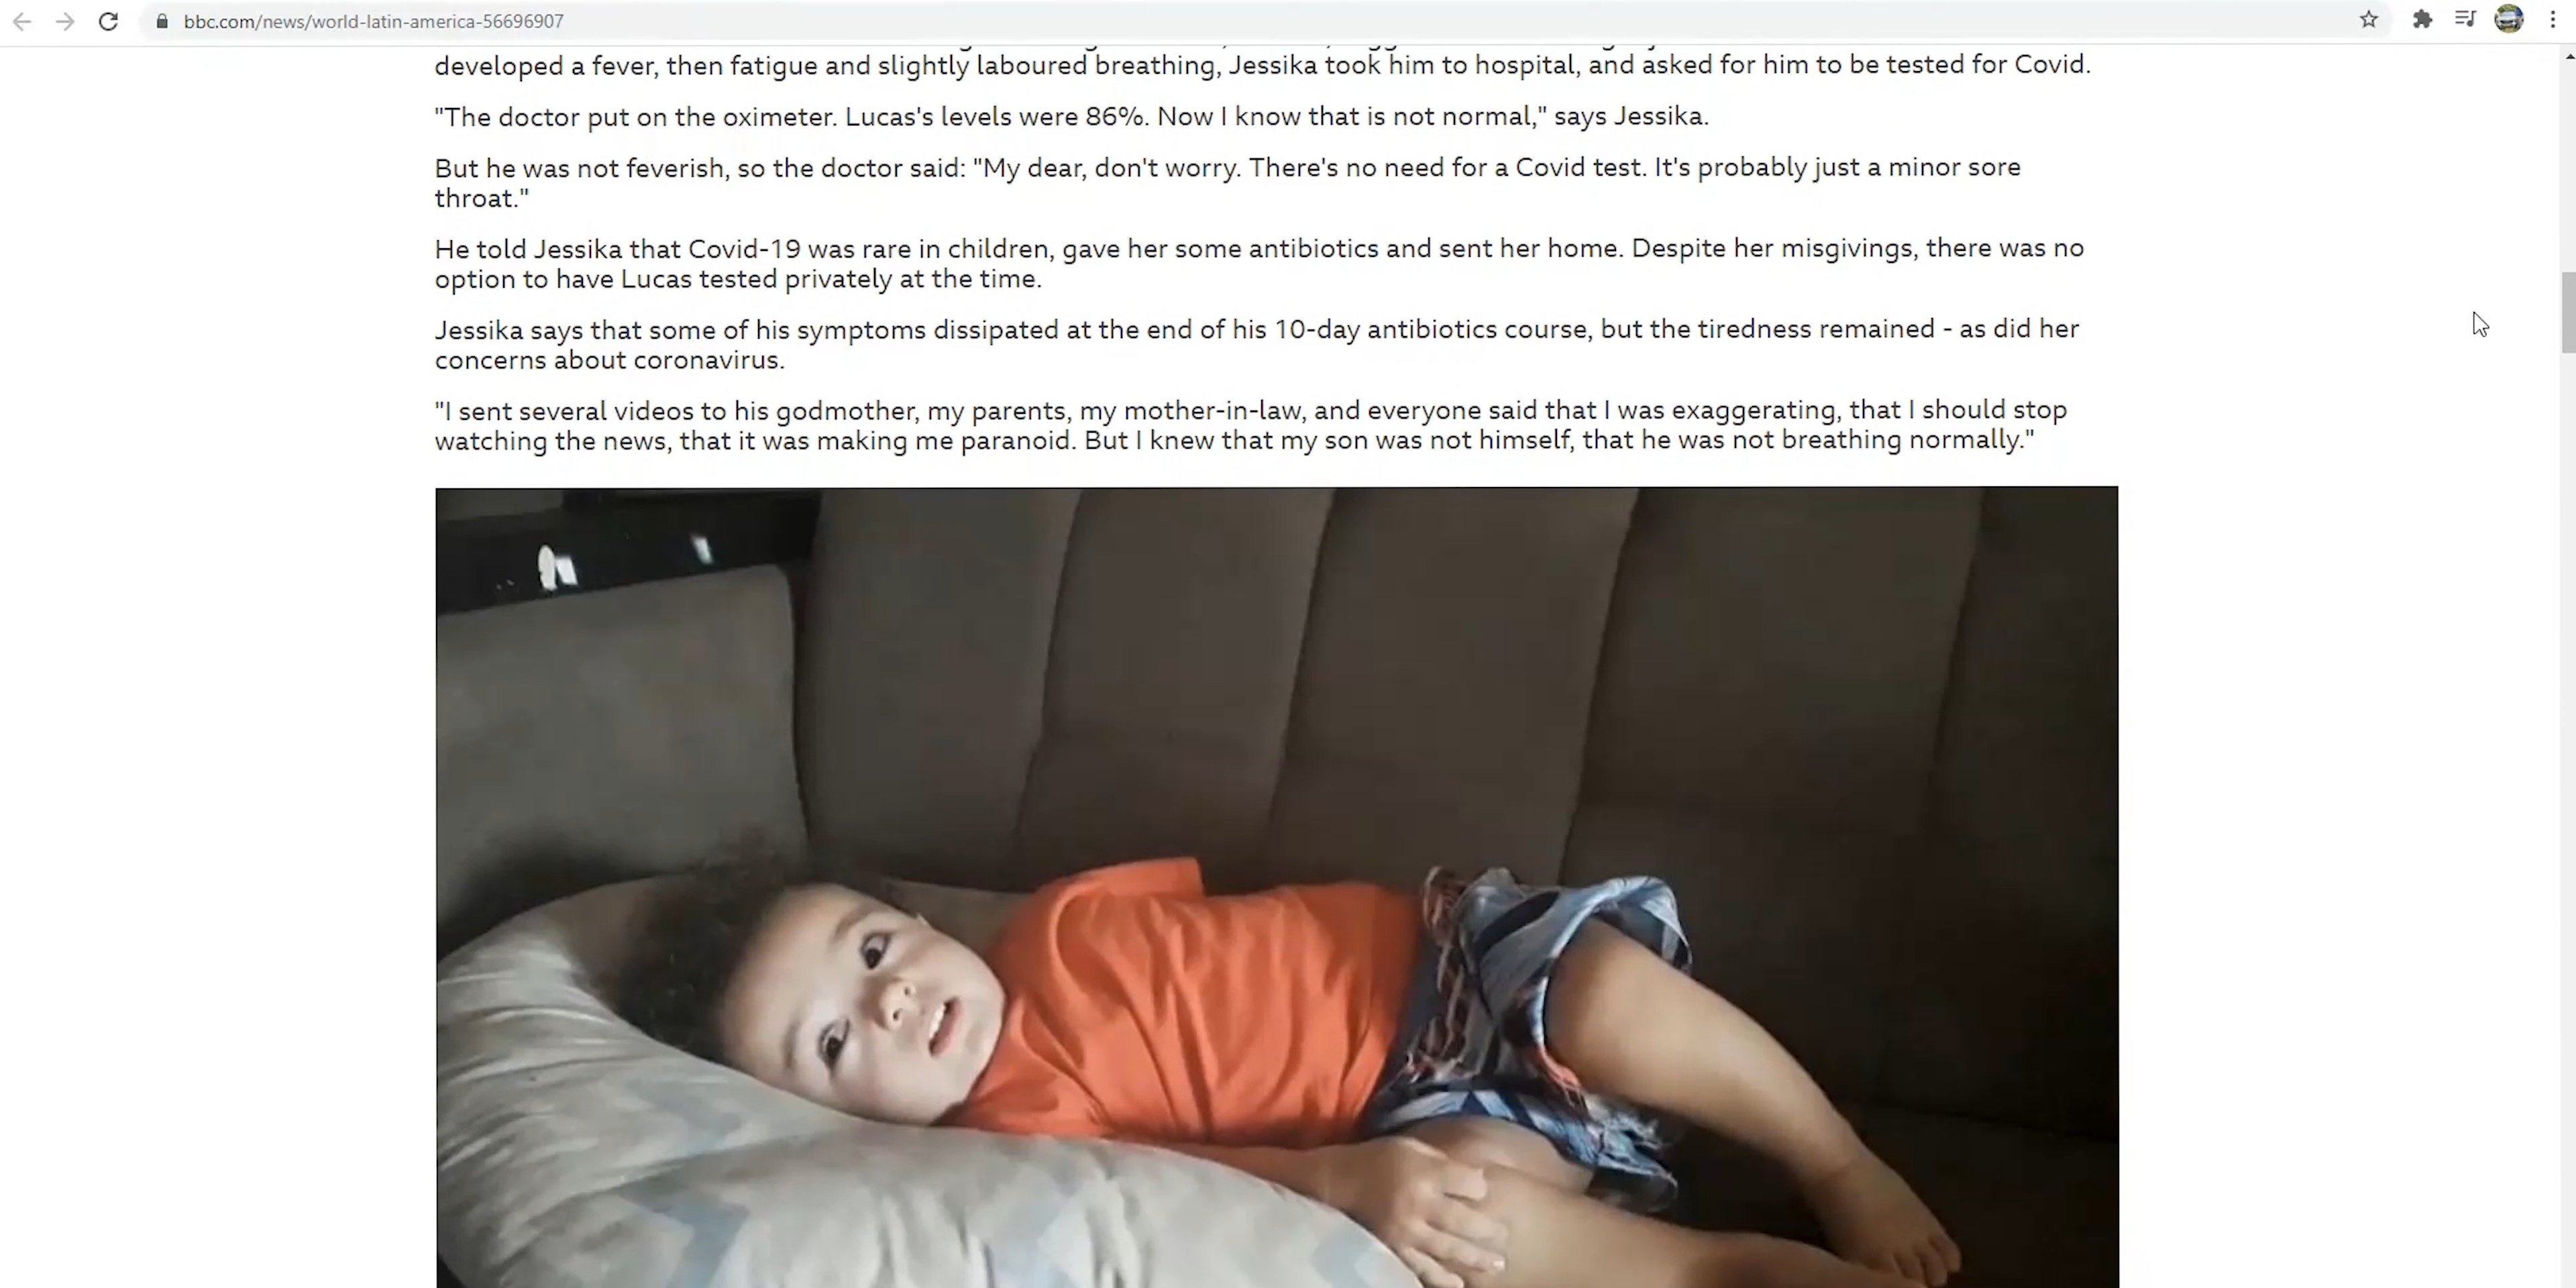 bbc.com/news/world-latin-america-56696907
developed a fever, then fatigue and slightly laboured breathing, Jessika took him to hospital, and asked for him to be tested for Covid.
"The doctor put on the oximeter. Lucas's levels were 86%. Now I know that is not normal," says Jessika.
But he was not feverish, so the doctor said: "My dear, don't worry. There's no need for a Covid test. It's probably just a minor sore
throat."
He told Jessika that Covid-19 was rare in children, gave her some antibiotics and sent her home. Despite her misgivings, there was no
option to have Lucas tested privately at the time.
Jessika says that some of his symptoms dissipated at the end of his 10-day antibiotics course, but the tiredness remained - as did her
concerns about coronavirus.
"I sent several videos to his godmother, my parents, my mother-in-law, and everyone said that I was exaggerating, that I should stop
watching the news, that it was making me paranoid. But I knew that my son was not himself, that he was not breathing normally."